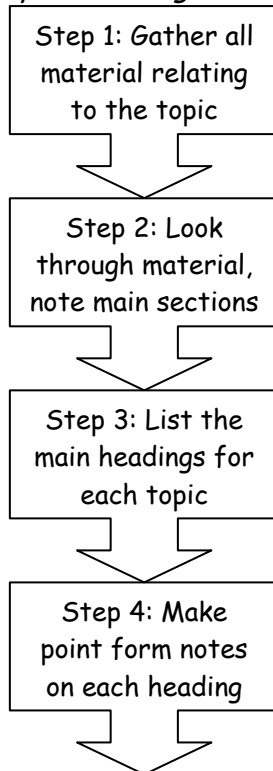 Step 1: Gather all
material relating
to the topic
Step 2: Look
through material,
note main sections
Step 3: List the
main headings for
each topic
Step 4: Make
point form notes
on each heading